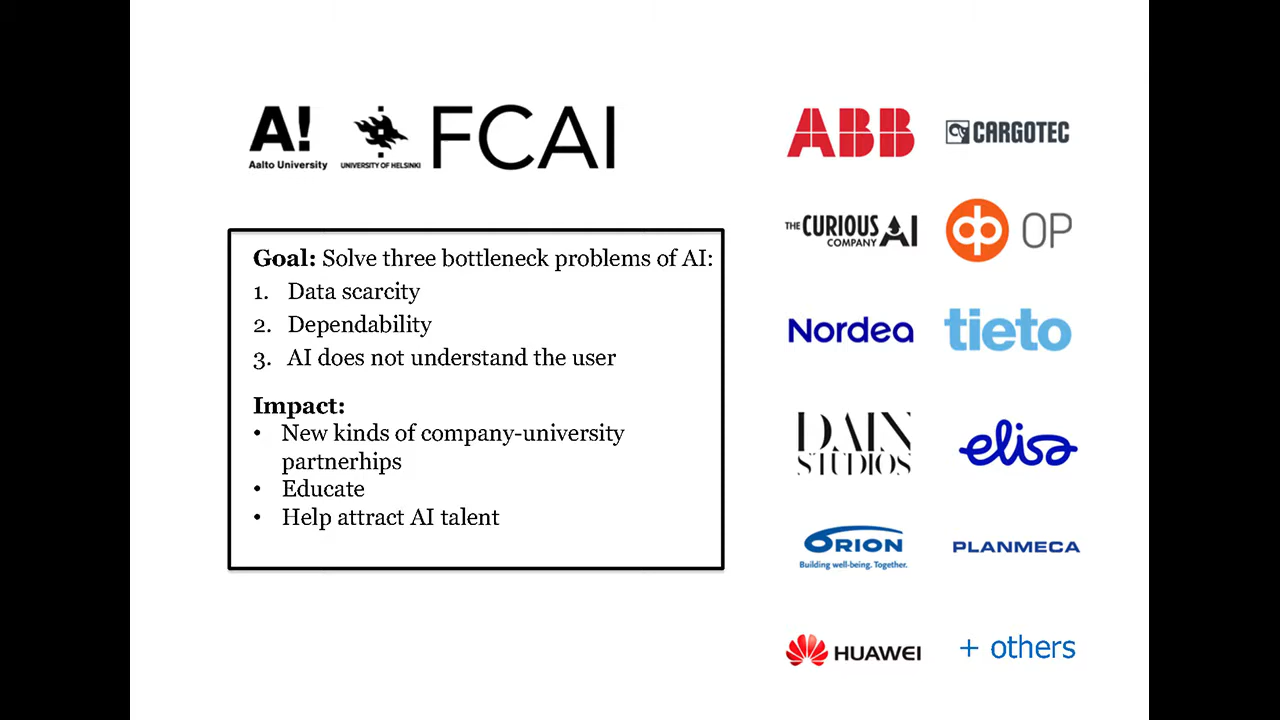 A!
Aalto University
UNIVERSITY OF HELSINKI
FCAI
Goal: Solve three bottleneck problems of AI:
1. Data scarcity
2. Dependability
3. AI does not understand the user
Impact:
• New kinds of company-university
partnerhips
• Educate
• Help attract AI talent
ABB
CARGOTEC
THE CURIOUS AI
COMPANY
OP
Nordea
tieto
DAIN
STUDIOS
elisa
ORION
Building well-being. Together.
PLANMECA
HUAWEI
+ others